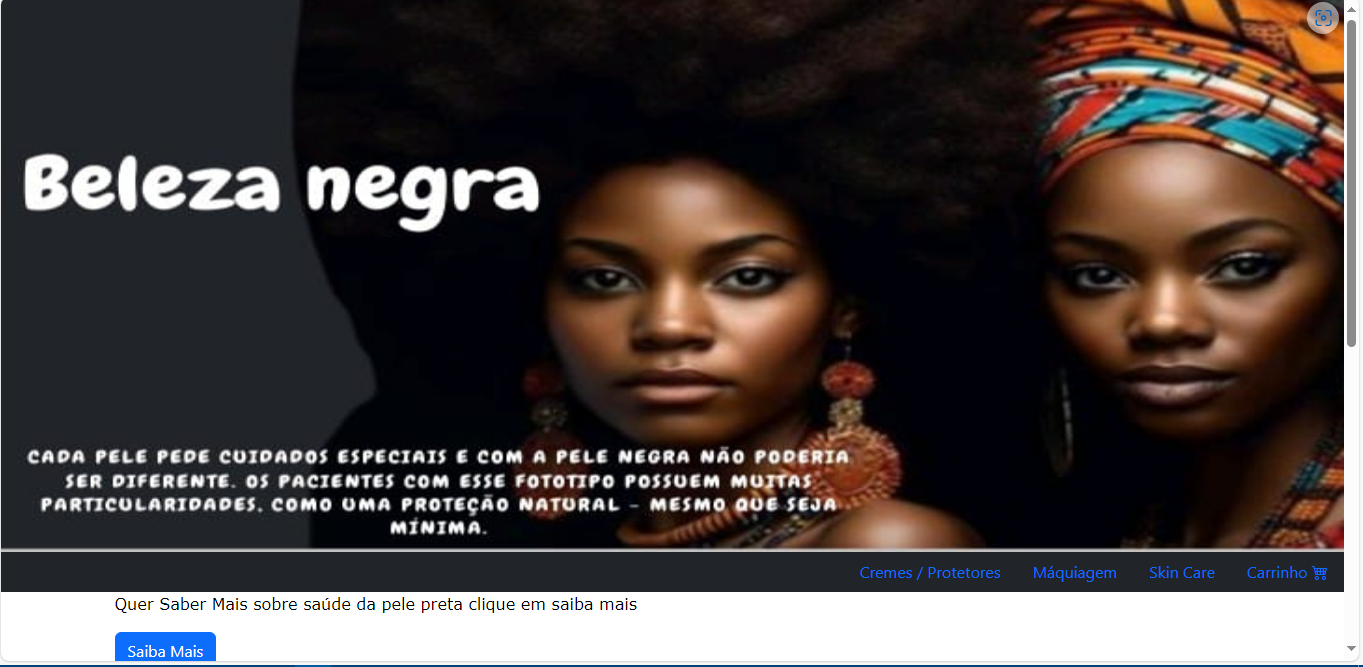 Beleza negra
CADA PELE PEDE CUIDADOS ESPECIAIS E COM A PELE NEGRA NÃO PODERIA
SER DIFERENTE. OS PACIENTES COM ESSE FOTOTIPO POSSUEM MUITAS
PARTICULARIDADES, COMO UMA PROTEÇÃO NATURAL – MESMO QUE SEJA
MÍNIMA.
Cremes / Protetores Máquiagem Skin Care Carrinho
Quer Saber Mais sobre saúde da pele preta clique em saiba mais
Saiba Mais